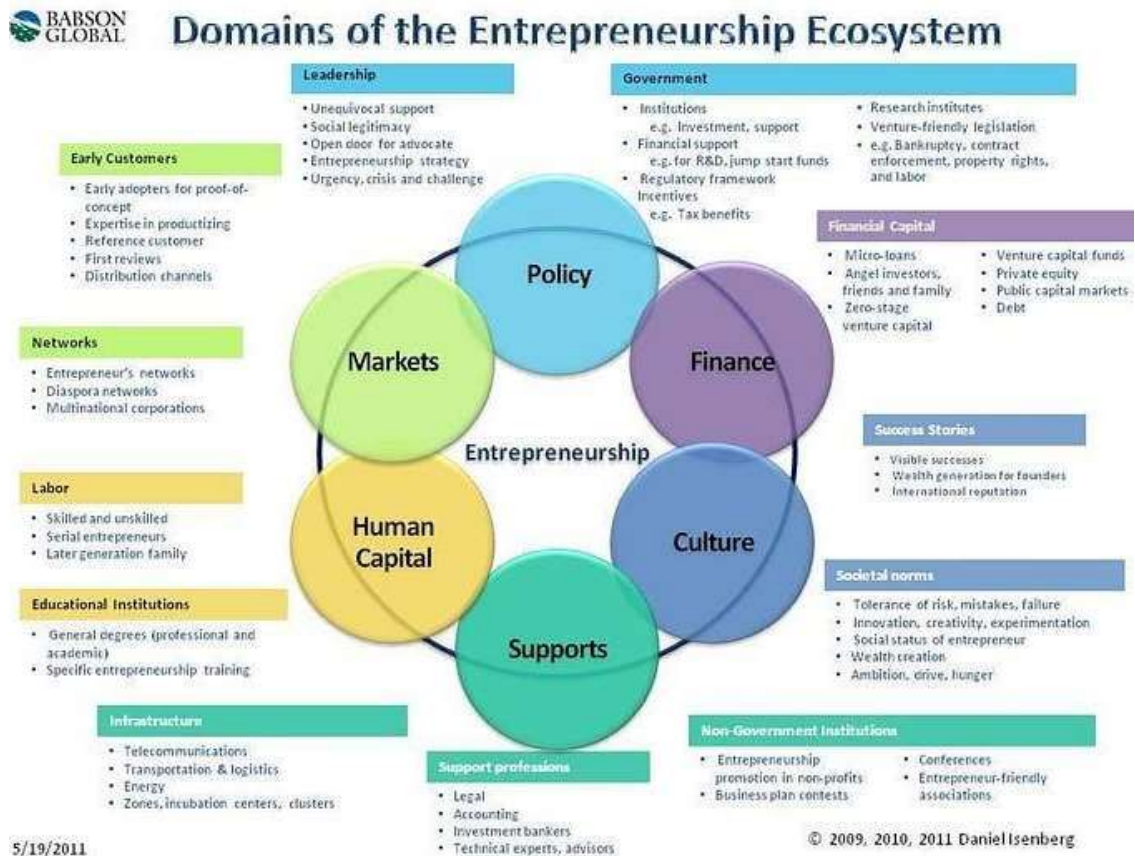 BABSON
GLOBAL
Domains of the Entrepreneurship Ecosystem
Leadership
• Unequivocal support
• Social legitimacy
• Open door for advocate
• Entrepreneurship strategy
• Urgency, crisis and challenge
Government
• Institutions
e.g. Investment, support
• Financial support
e.g. for R&D, jump start funds
• Regulatory framework
Incentives
e.g. Tax benefits
• Research institutes
• Venture-friendly legislation
• e.g. Bankruptcy, contract
enforcement, property rights,
and labor
Early Customers
• Early adopters for proof-of-
concept
• Expertise in productizing
• Reference customer
• First reviews
• Distribution channels
Financial Capital
• Micro-loans
• Angel investors,
friends and family
• Zero-stage
venture capital
• Venture capital funds
• Private equity
• Public capital markets
• Debt
Policy
Markets
Finance
Networks
• Entrepreneur's networks
• Diaspora networks
• Multinational corporations
Success Stories
• Visible successes
• Wealth generation for founders
• International reputation
Entrepreneurship
Labor
• Skilled and unskilled
• Serial entrepreneurs
• Later generation family
Human
Capital
Culture
Societal norms
• Tolerance of risk, mistakes, failure
• Innovation, creativity, experimentation
• Social status of entrepreneur
• Wealth creation
• Ambition, drive, hunger
Educational Institutions
• General degrees (professional and
academic)
• Specific entrepreneurship training
Supports
Infrastructure
• Telecommunications
• Transportation & logistics
• Energy
• Zones, incubation centers, clusters
Support professions
• Legal
• Accounting
• Investment bankers
• Technical experts, advisors
Non-Government Institutions
• Entrepreneurship
promotion in non-profits
• Business plan contests
• Conferences
• Entrepreneur-friendly
associations
5/19/2011
© 2009, 2010, 2011 Daniel Isenberg